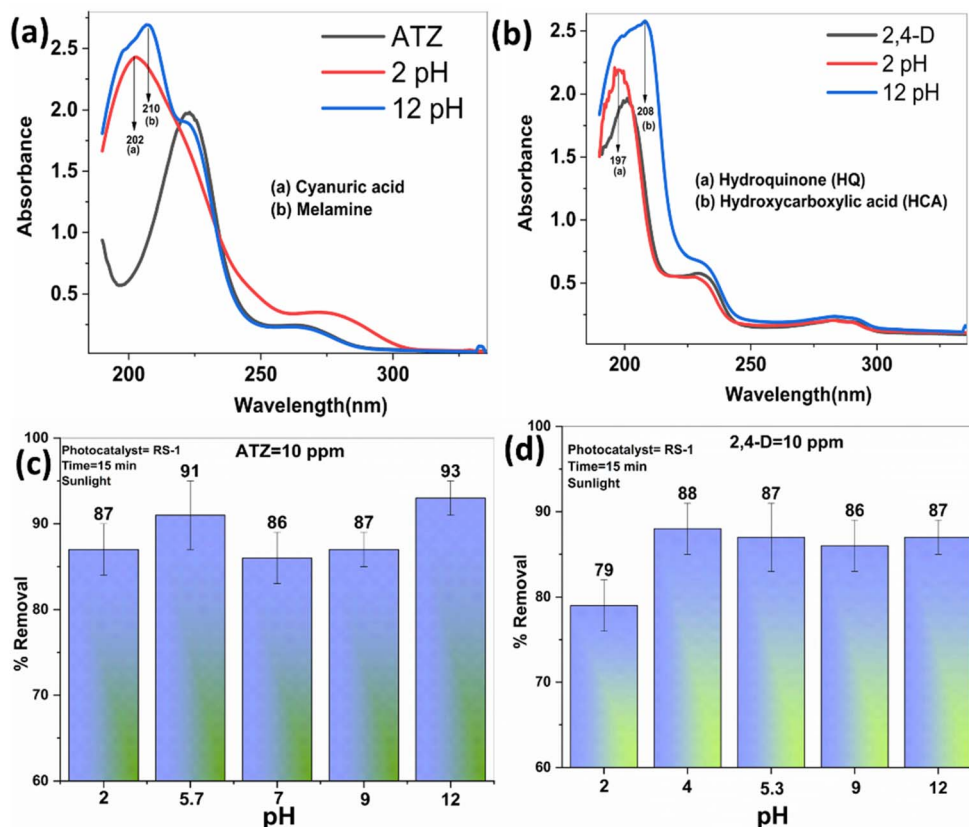 (a)
ATZ
2 pH
12 pH
202
(a)
210
(b)
(a) Cyanuric acid
(b) Melamine
Absorbance
2.5
2.0
1.5
1.0
0.5
200
250
300
Wavelength(nm)
(b)
2,4-D
2 pH
12 pH
197
(a)
208
(b)
(a) Hydroquinone (HQ)
(b) Hydroxycarboxylic acid (HCA)
Absorbance
2.5
2.0
1.5
1.0
0.5
200
250
300
Wavelength(nm)
(c)
Photocatalyst= RS-1
Time=15 min
Sunlight
ATZ=10 ppm
87
91
86
87
93
% Removal
100
90
80
70
60
2
5.7
7
9
12
pH
(d)
Photocatalyst= RS-1
Time=15 min
Sunlight
2,4-D=10 ppm
79
88
87
86
87
% Removal
100
90
80
70
60
2
4
5.3
9
12
pH